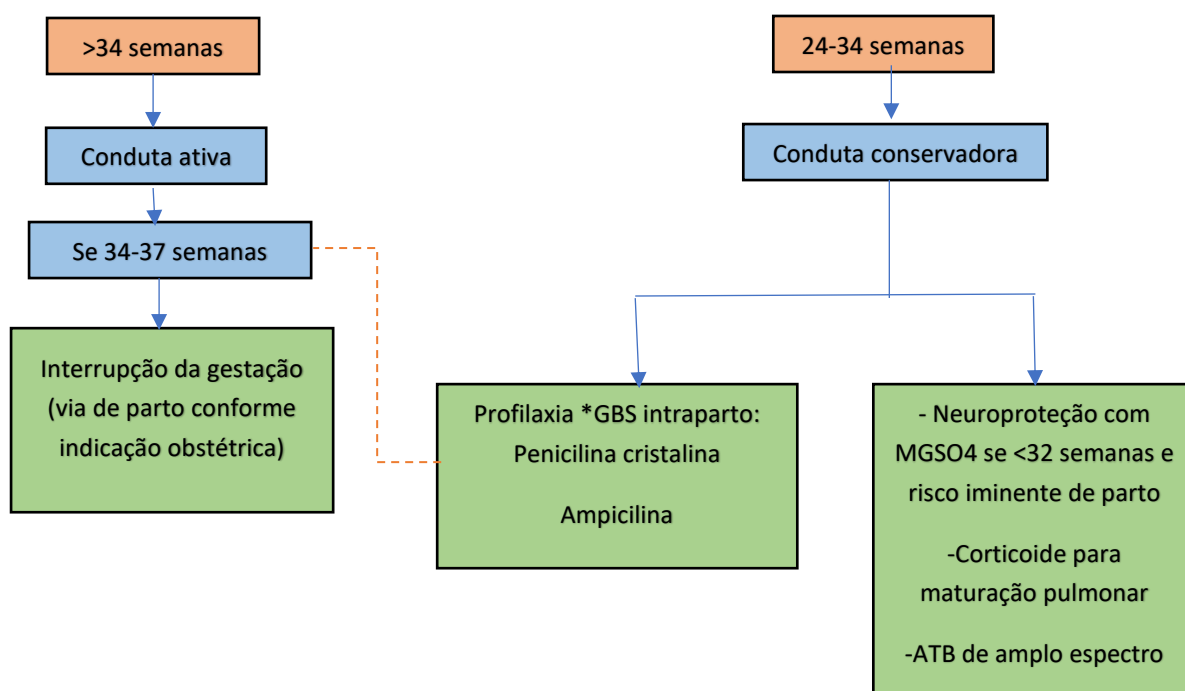 >34 semanas
Conduta ativa
Se 34-37 semanas
Interrupção da gestação
(via de parto conforme
indicação obstétrica)
24-34 semanas
Conduta conservadora
Profilaxia *GBS intraparto:
Penicilina cristalina
Ampicilina
- Neuroproteção com
MGSO4 se <32 semanas e
risco iminente de parto
-Corticoide para
maturação pulmonar
-ATB de amplo espectro